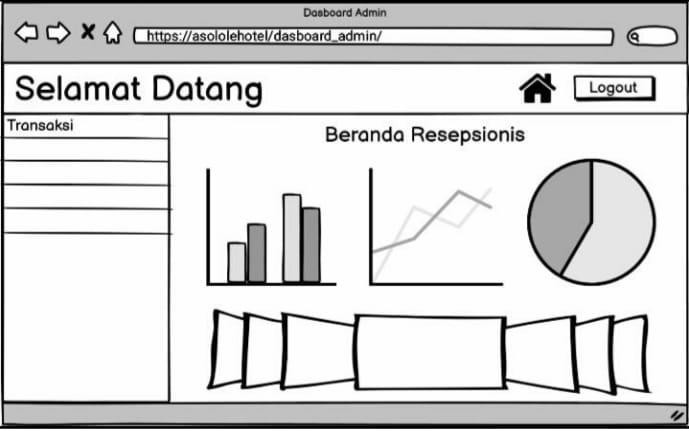 Dasboard Admin
https://asololehotel/dasboard_admin/
Selamat Datang
Logout
Transaksi
Beranda Resepsionis